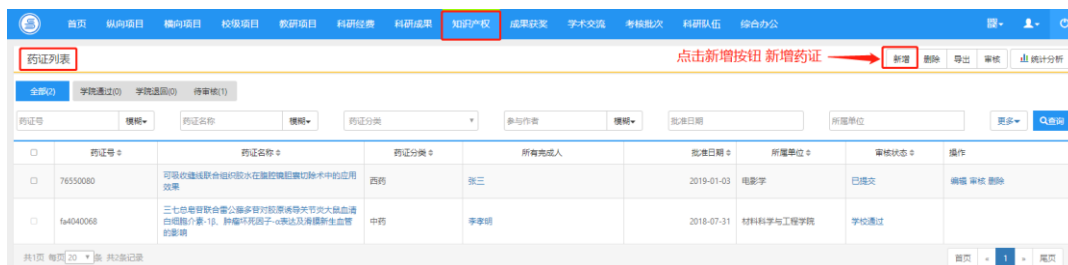 首页 纵向项目 横向项目 校级项目 教研项目 科研经费 科研成果 知识产权 成果获奖 学术交流 考核批次 科研队伍 综合办公
药证列表 点击新增按钮 新增药证 新增 删除 导出 审核 统计分析
全部(2) 学院通过(0) 学院退回(0) 待审核(1)
药证号 模糊 药证名称 模糊 药证分类 参与作者 模糊 批准日期 所属单位 更多 查询
药证号 药证名称 药证分类 所有完成人 批准日期 所属单位 审核状态 操作
76550080 可吸收缝线联合组织胶水在腹腔镜胆囊切除术中的应用 西药 张三 2019-01-03 电影学 已提交 编辑 审核 删除
效果
三七总皂苷联合雷公藤多苷对胶原诱导关节炎大鼠血清
fa4040068 白细胞介素-1β、肿瘤坏死因子-α表达及滑膜新生血管 中药 李孝明 2018-07-31 材料科学与工程学院 学校通过
的影响
共1页 每页 20 条 共2条记录 首页 « 1 » 尾页